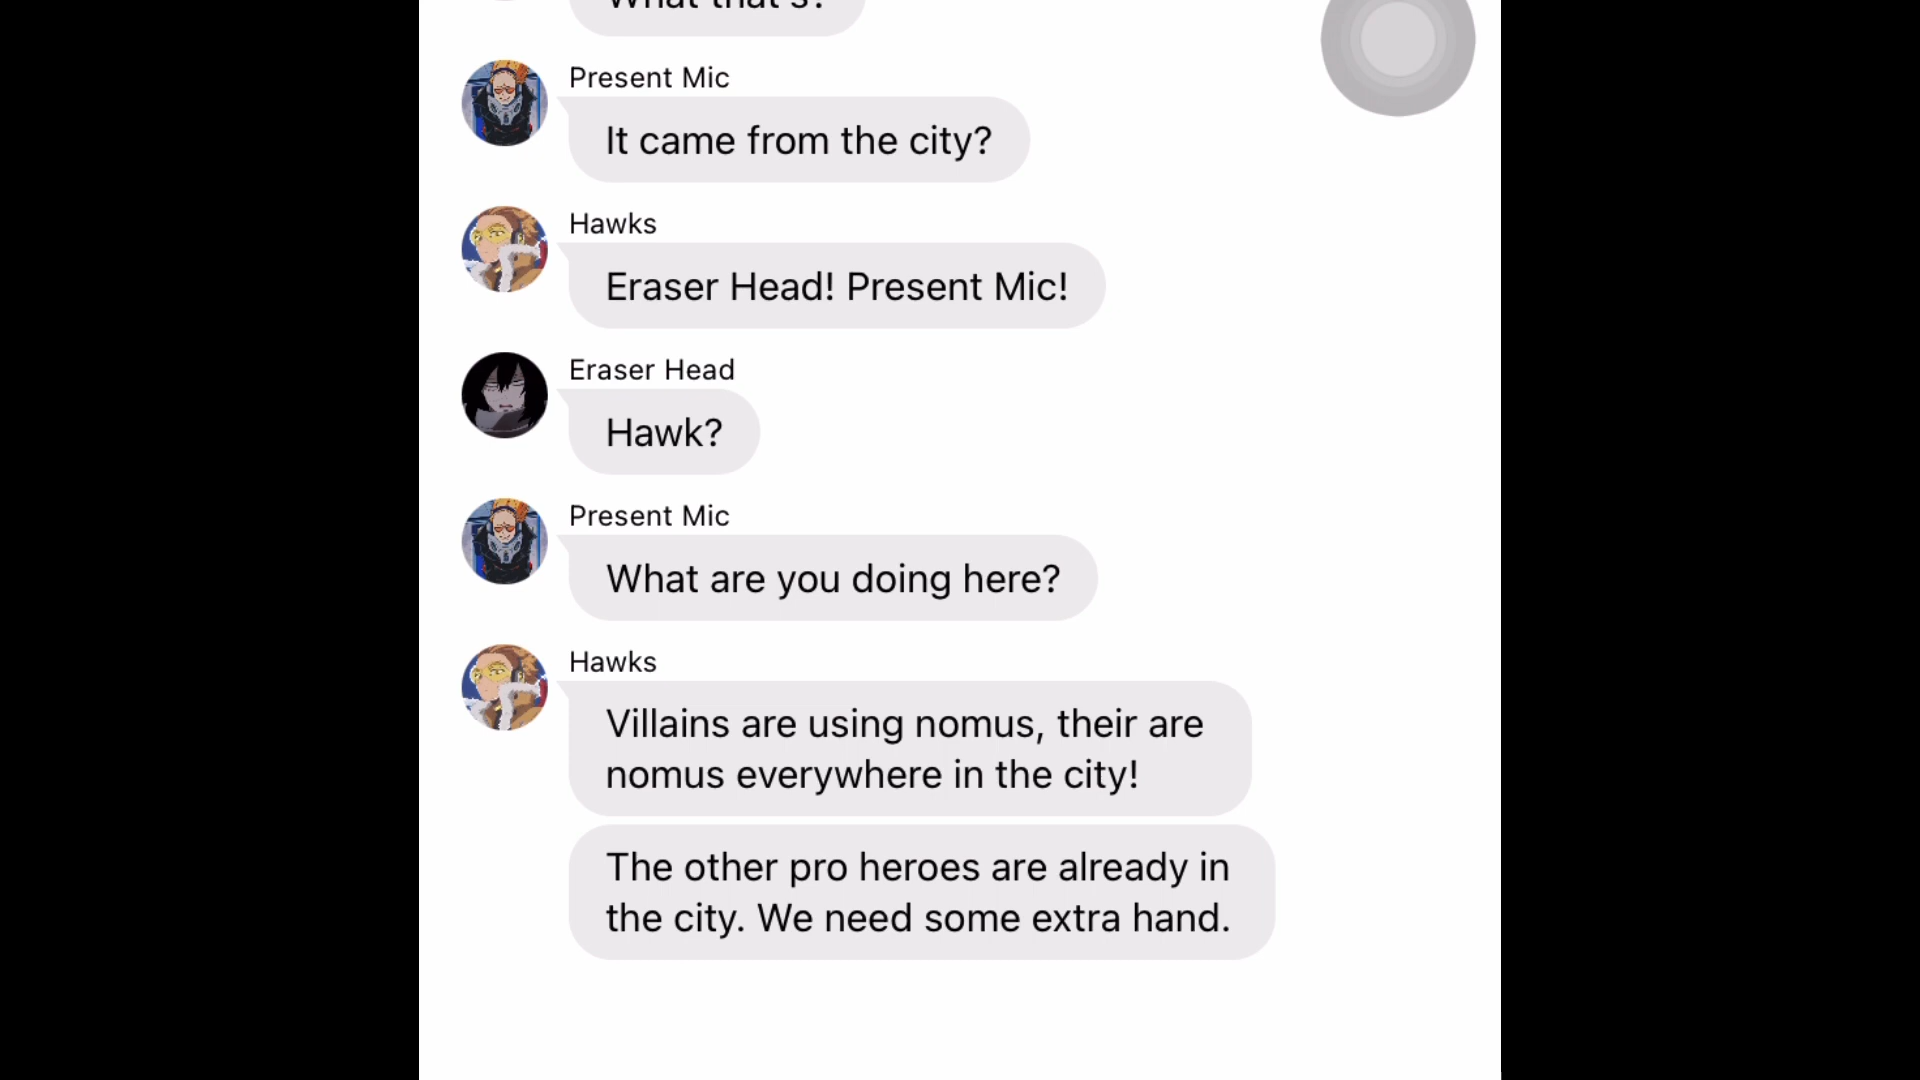 What that's?
Present Mic
It came from the city?
Hawks
Eraser Head! Present Mic!
Eraser Head
Hawk?
Present Mic
What are you doing here?
Hawks
Villains are using nomus, their are
nomus everywhere in the city!
The other pro heroes are already in
the city. We need some extra hand.